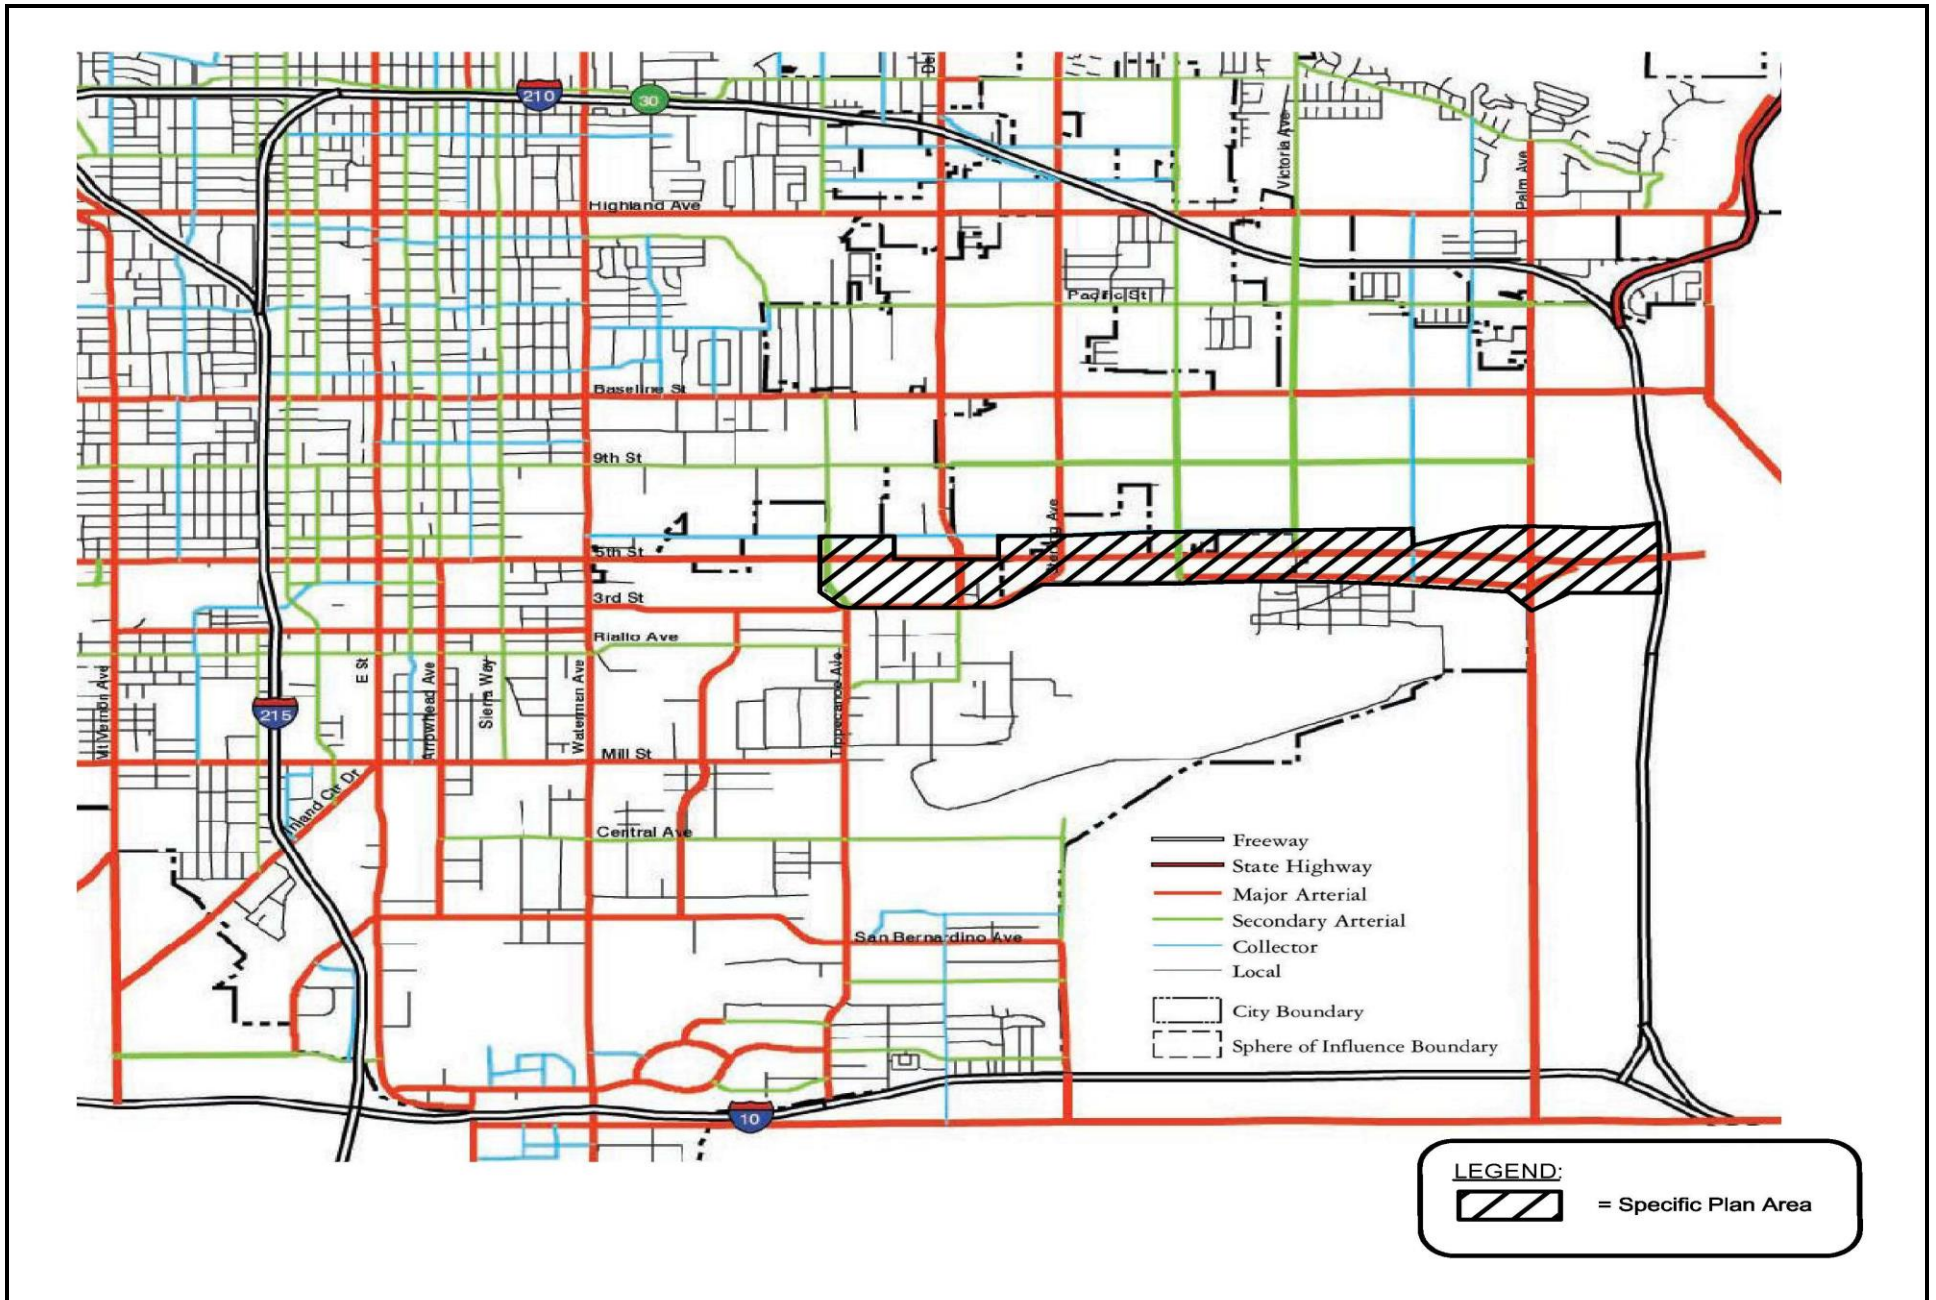 Del
210
30
Victoria Ave
Palm Ave
Highland Ave
Pacific St
Baseline St
9th St
Sterling Ave
5th St
3rd St
Rialto Ave
Mt Vernon Ave
E St
Arrowhead Ave
Sierra Way
Waterman Ave
Tippecanoe Ave
215
Mill St
Inland Ctr Dr
Central Ave
San Bernardino Ave
10
Freeway
State Highway
Major Arterial
Secondary Arterial
Collector
Local
City Boundary
Sphere of Influence Boundary
LEGEND:
= Specific Plan Area